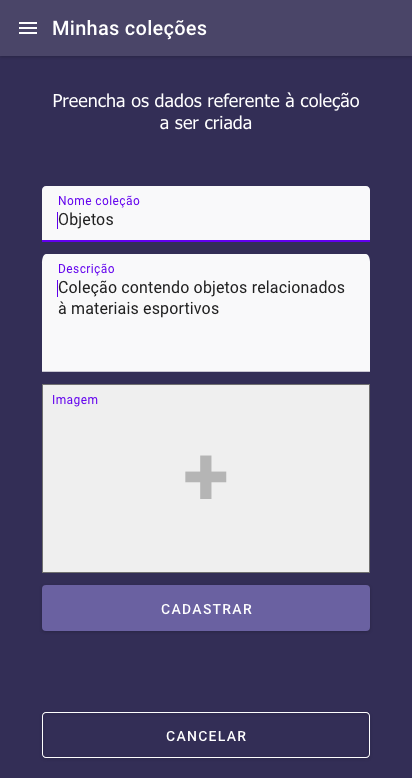 Minhas coleções
Preencha os dados referente à coleção
a ser criada
Nome coleção
Objetos
Descrição
Coleção contendo objetos relacionados
à materiais esportivos
Imagem
CADASTRAR
CANCELAR